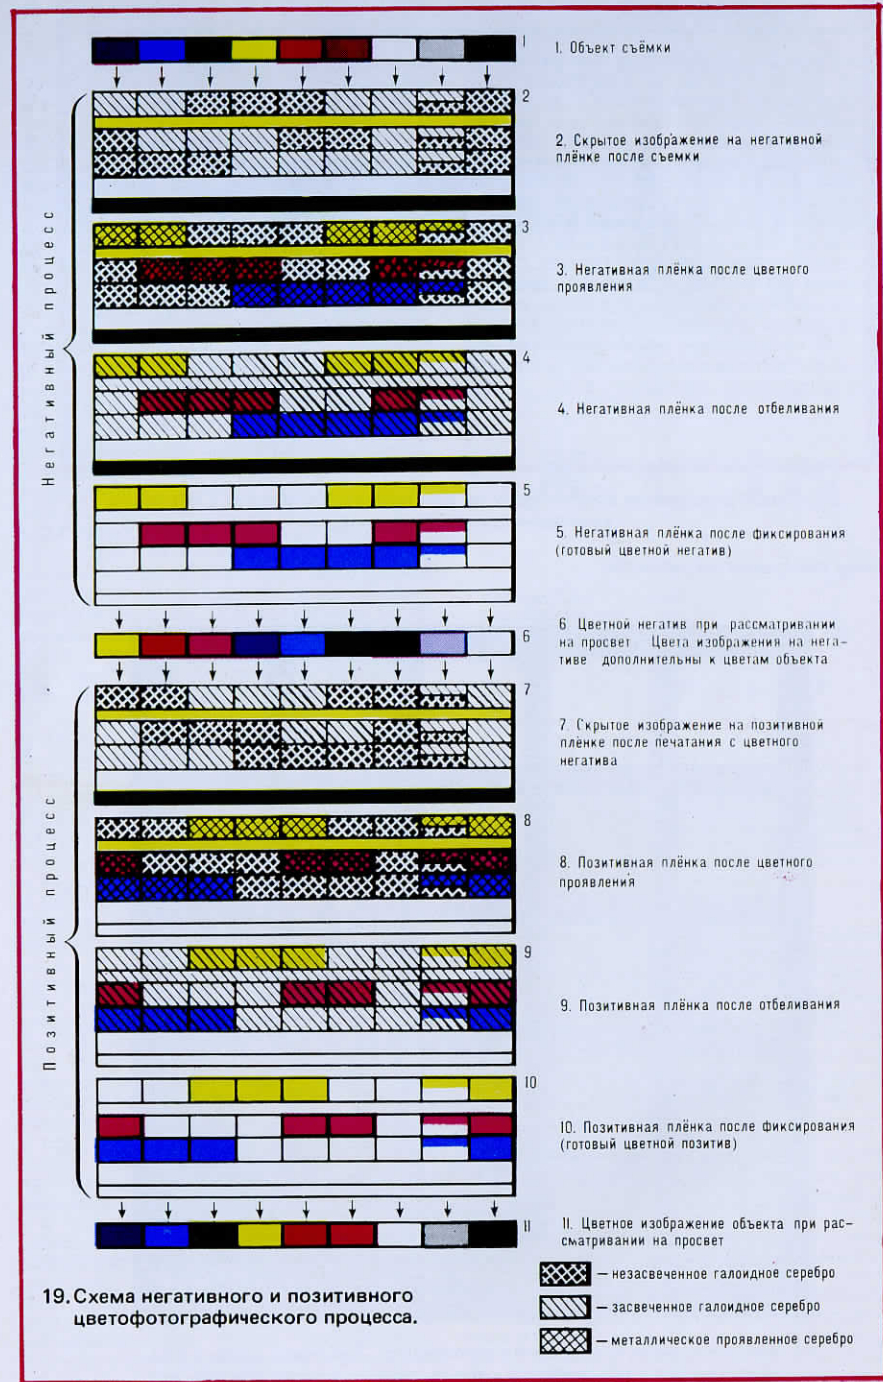 1
1. Объект съёмки
2
2. Скрытое изображение на негативной
плёнке после съемки
Негативный процесс
3
3. Негативная плёнка после цветного
проявления
4
4. Негативная плёнка после отбеливания
5
5. Негативная плёнка после фиксирования
(готовый цветной негатив)
6
6 Цветной негатив при рассматривании
на просвет Цвета изображения на нега-
тиве дополнительны к цветам объекта
7
7. Скрытое изображение на позитивной
плёнке после печатания с цветного
негатива
Позитивный процесс
8
8. Позитивная плёнка после цветного
проявления
9
9. Позитивная плёнка после отбеливания
10
10. Позитивная плёнка после фиксирования
(готовый цветной позитив)
11
11. Цветное изображение объекта при рас-
сматривании на просвет
— незасвеченное галоидное серебро
— засвеченное галоидное серебро
— металлическое проявленное серебро
19. Схема негативного и позитивного
цветофотографического процесса.